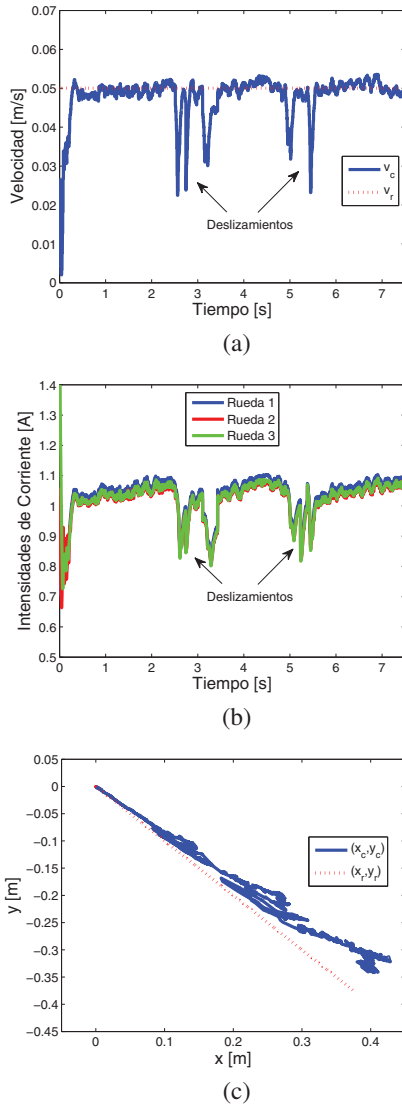 0.07
0.06
0.05
0.04
0.03
0.02
0.01
0
Velocidad [m/s]
Deslizamientos
v_c
v_r
0 1 2 3 4 5 6 7
Tiempo [s]
(a)
1.4
1.3
1.2
1.1
1.0
0.9
0.8
0.7
0.6
0.5
Intensidades de Corriente [A]
Rueda 1
Rueda 2
Rueda 3
Deslizamientos
0 1 2 3 4 5 6 7
Tiempo [s]
(b)
0.05
0
−0.05
−0.1
−0.15
−0.2
−0.25
−0.3
−0.35
−0.4
−0.45
y [m]
(x_c,y_c)
(x_r,y_r)
0 0.1 0.2 0.3 0.4
x [m]
(c)